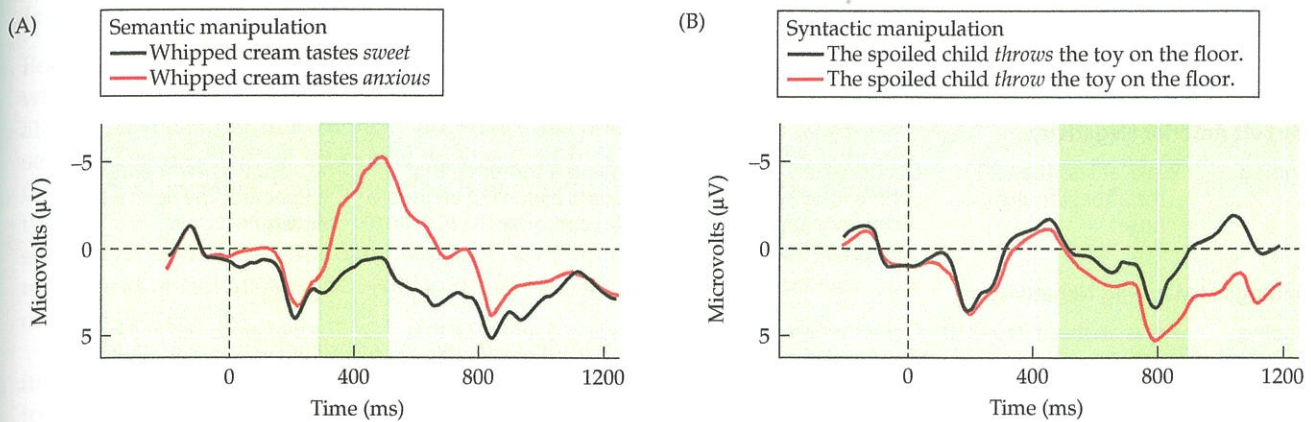 (A)
Semantic manipulation
Whipped cream tastes sweet
Whipped cream tastes anxious
Microvolts (μV)
–5
0
5
0
400
800
1200
Time (ms)
(B)
Syntactic manipulation
The spoiled child throws the toy on the floor.
The spoiled child throw the toy on the floor.
Microvolts (μV)
–5
0
5
0
400
800
1200
Time (ms)